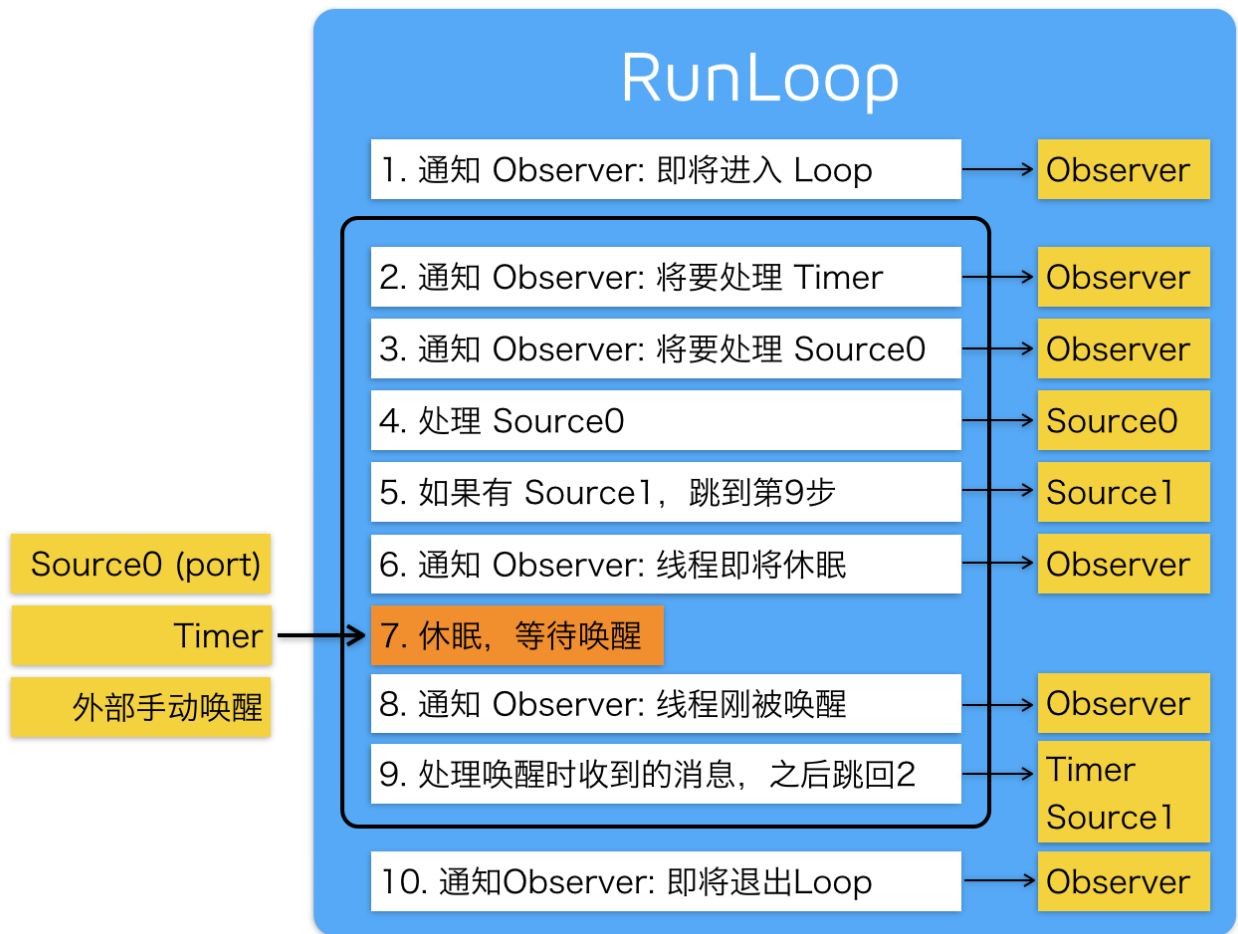 RunLoop
1. 通知 Observer: 即将进入 Loop
Observer
2. 通知 Observer: 将要处理 Timer
Observer
3. 通知 Observer: 将要处理 Source0
Observer
4. 处理 Source0
Source0
5. 如果有 Source1，跳到第9步
Source1
Source0 (port)
6. 通知 Observer: 线程即将休眠
Observer
Timer
7. 休眠，等待唤醒
外部手动唤醒
8. 通知 Observer: 线程刚被唤醒
Observer
9. 处理唤醒时收到的消息，之后跳回2
Timer
Source1
10. 通知Observer: 即将退出Loop
Observer